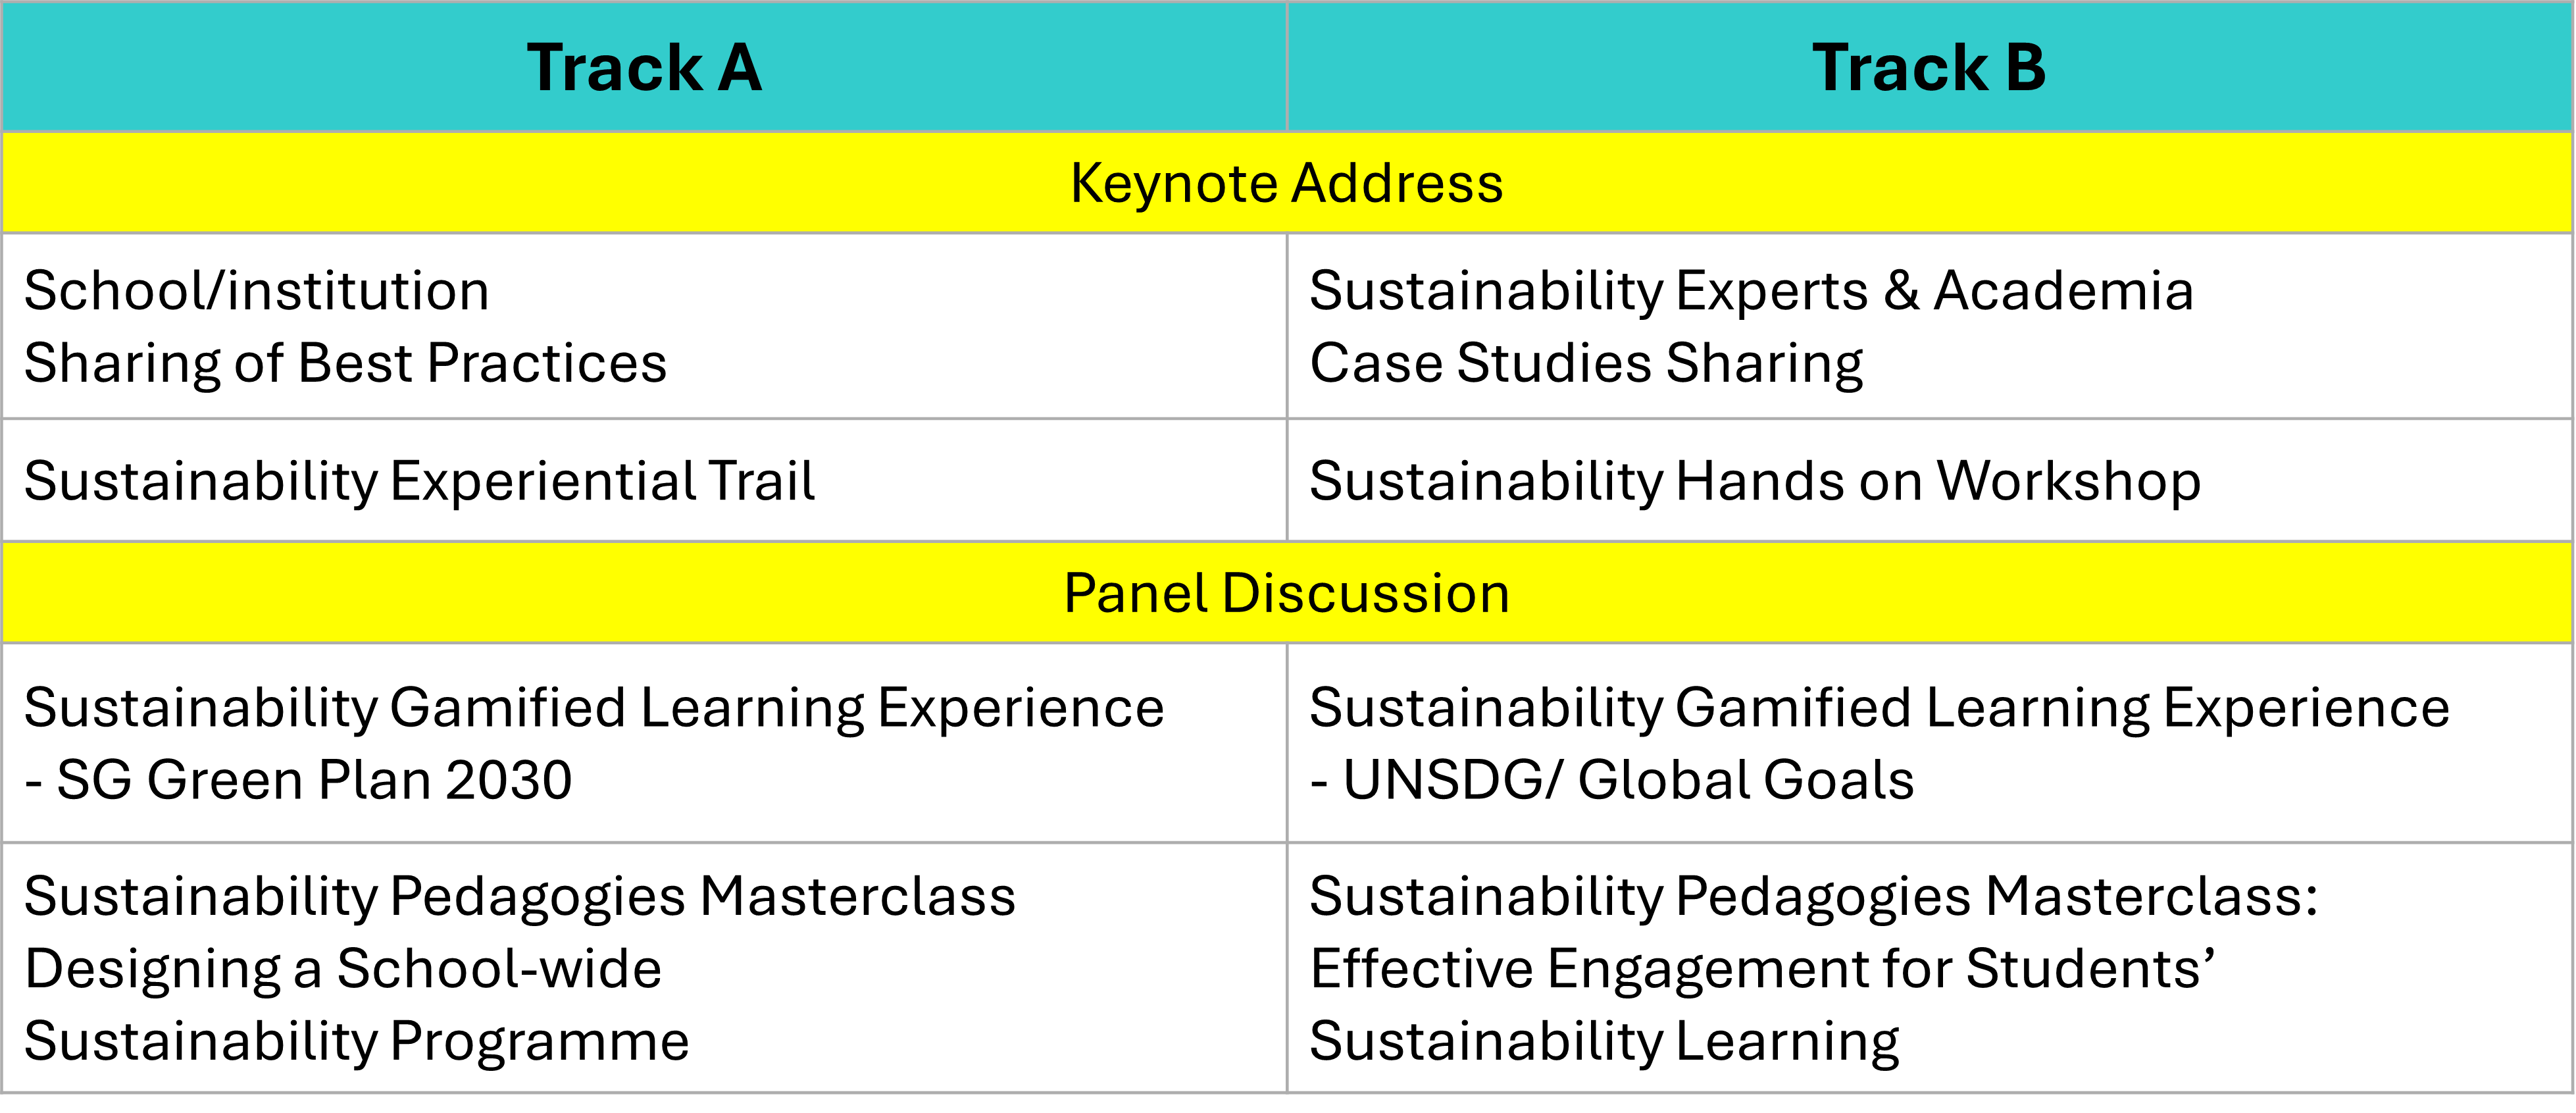 Track A
Track B
Keynote Address
School/institution
Sharing of Best Practices
Sustainability Experts & Academia
Case Studies Sharing
Sustainability Experiential Trail
Sustainability Hands on Workshop
Panel Discussion
Sustainability Gamified Learning Experience
- SG Green Plan 2030
Sustainability Gamified Learning Experience
- UNSDG/ Global Goals
Sustainability Pedagogies Masterclass
Designing a School-wide
Sustainability Programme
Sustainability Pedagogies Masterclass:
Effective Engagement for Students’
Sustainability Learning